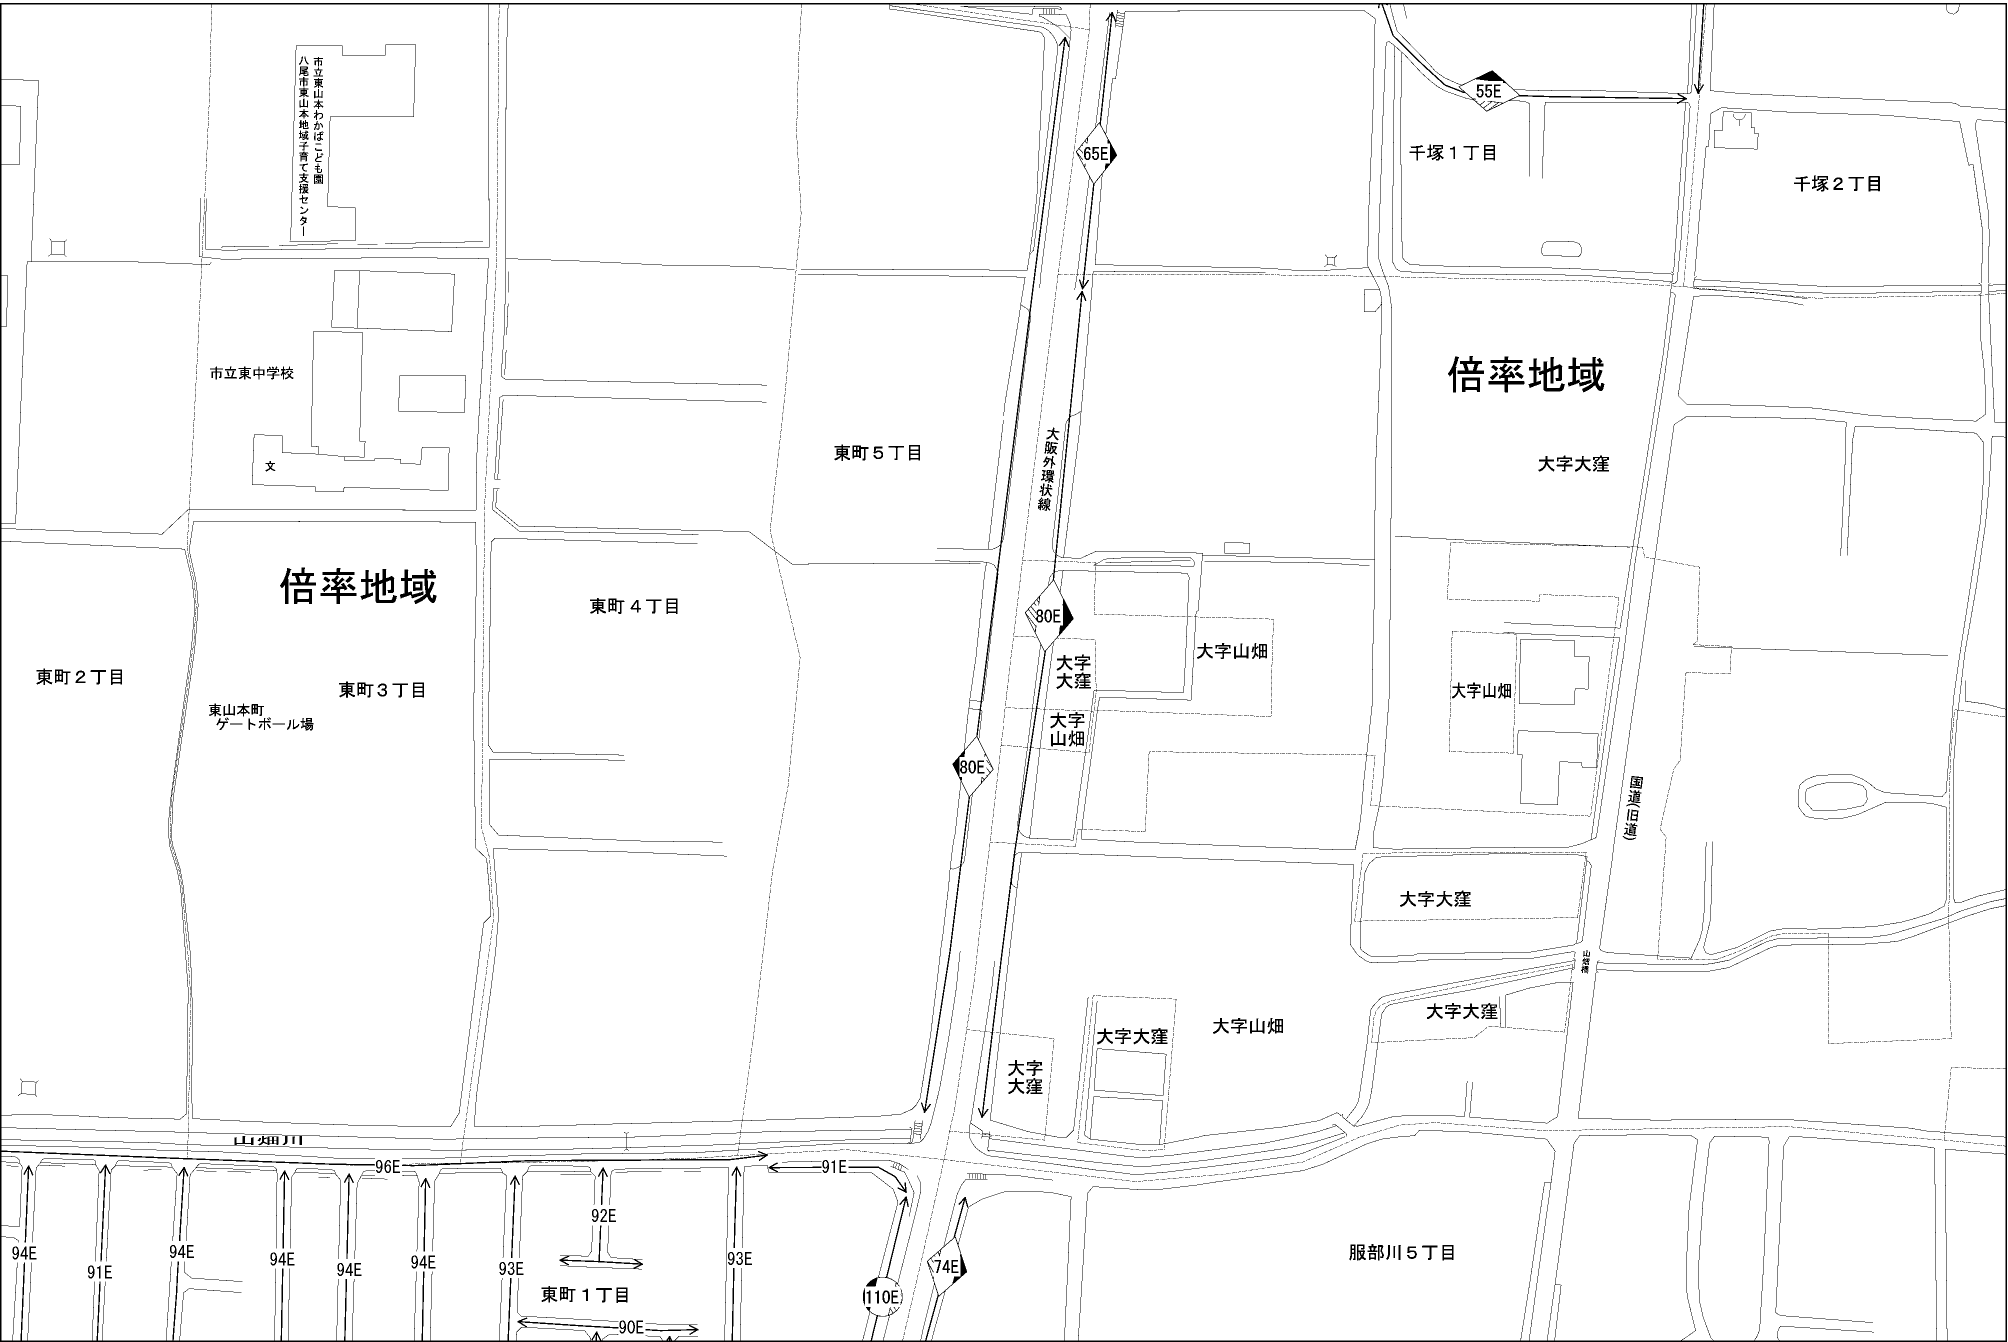 市立東山本わかばこども園
八尾市東山本地域子育て支援センター
55E
65E
千塚1丁目
千塚2丁目
市立東中学校
文
倍率地域
東町5丁目
大阪外環状線
大字大窪
倍率地域
東町4丁目
80E
大字山畑
大字
大窪
東町2丁目
東町3丁目
大字山畑
東山本町
ゲートボール場
大字
山畑
80E
国道(旧道)
大字大窪
山畑橋
大字大窪
大字山畑
大字大窪
大字
大窪
山畑川
96E
91E
94E
91E
94E
94E
94E
94E
93E
92E
93E
東町1丁目
90E
110E
74E
服部川5丁目